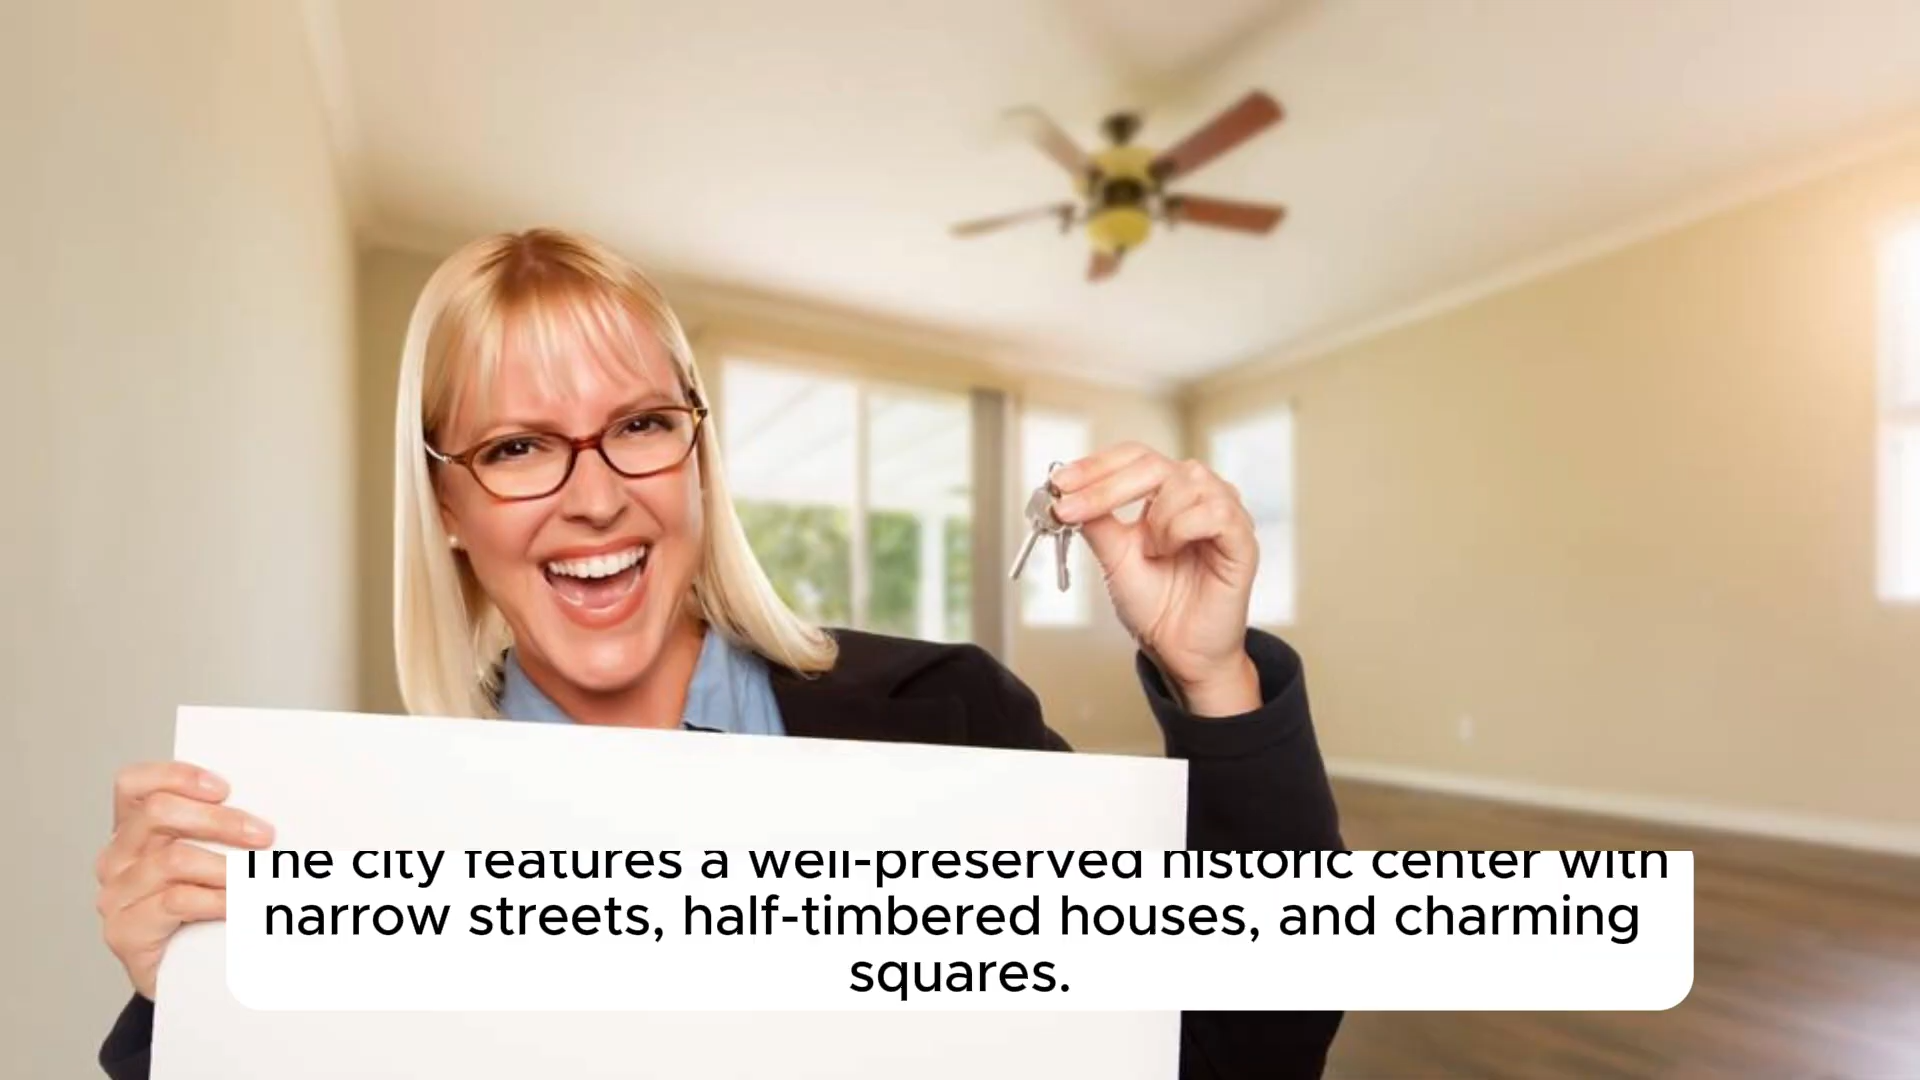 The city features a well-preserved historic center with
narrow streets, half-timbered houses, and charming
squares.